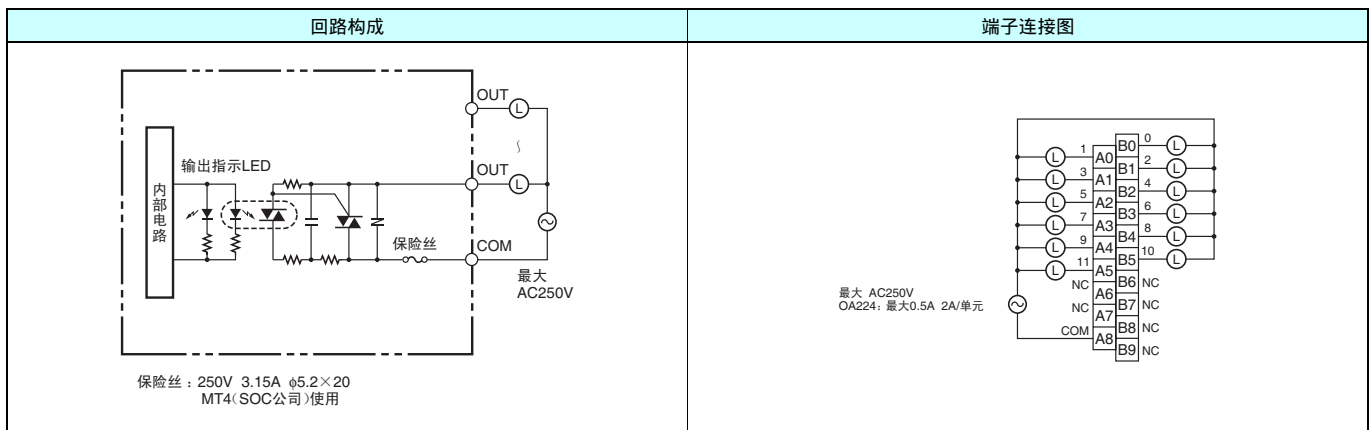 回路构成
端子连接图
OUT
L
OUT
L
输出指示LED
内部电路
保险丝
COM
最大
AC250V
保险丝：250V 3.15A φ5.2×20
MT4（SOC公司）使用
B0 0 L
L 1 A0
B1 2 L
L 3 A1
B2 4 L
L 5 A2
B3 6 L
L 7 A3
B4 8 L
L 9 A4
B5 10 L
L 11 A5
B6 NC
NC A6
B7 NC
NC A7
B8 NC
COM A8
B9 NC
最大 AC250V
OA224：最大0.5A 2A/单元